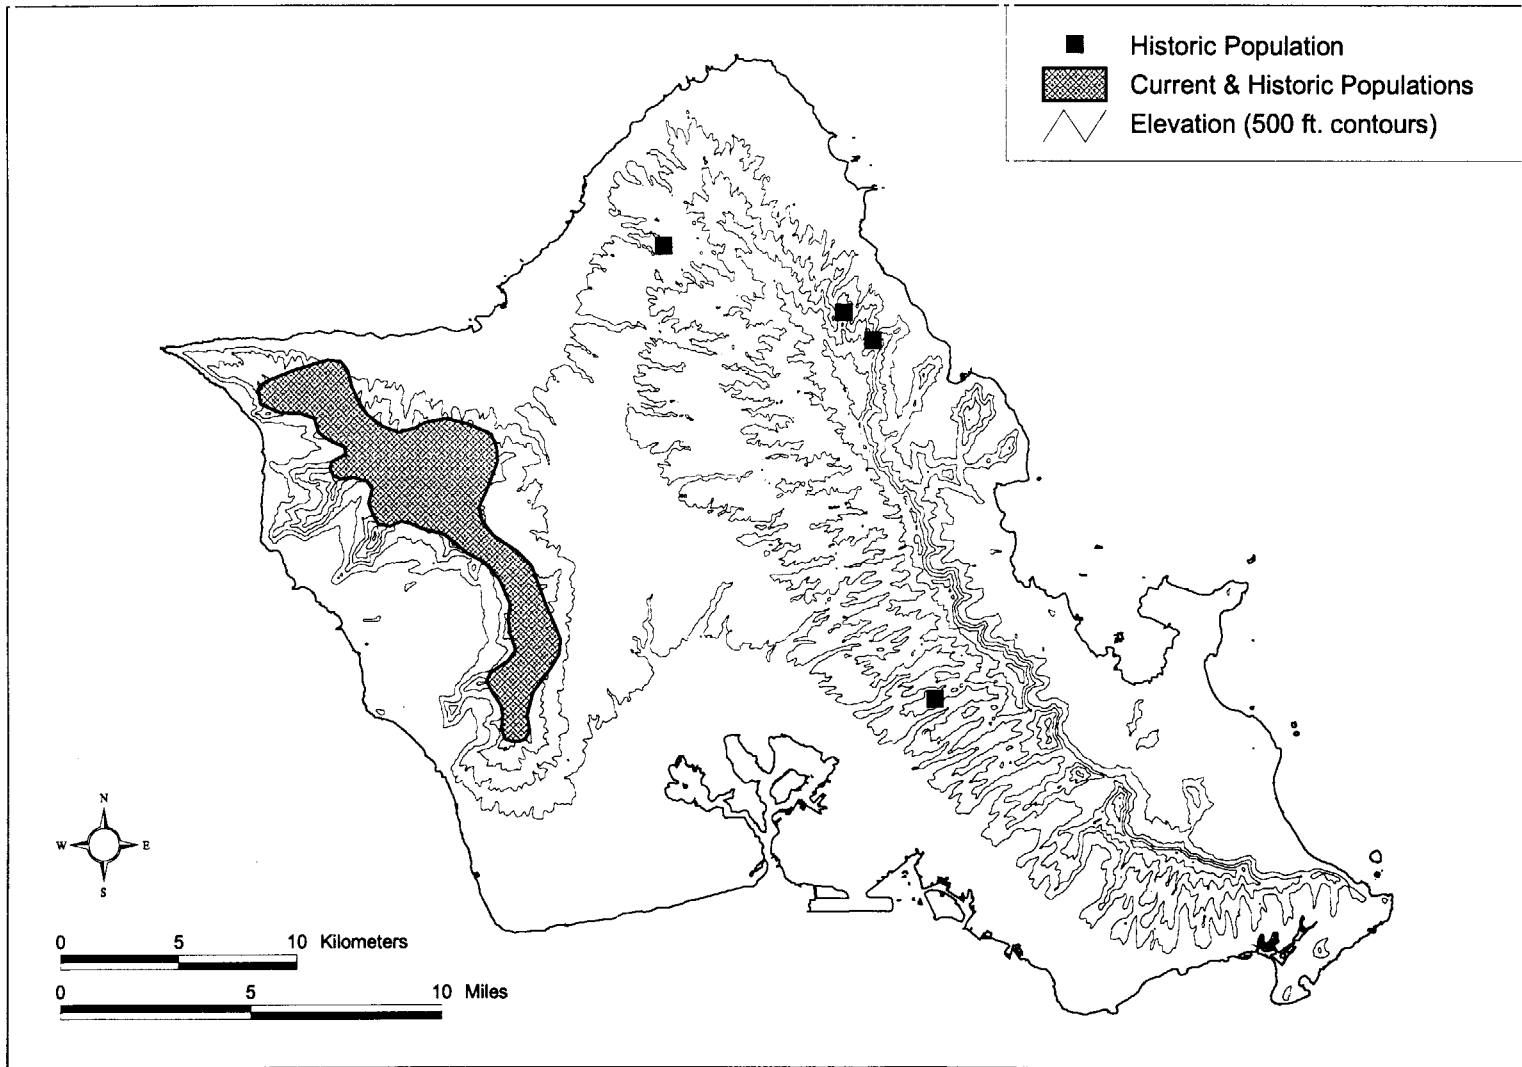 Historic Population
Current & Historic Populations
Elevation (500 ft. contours)
N
W E
S
0 5 10 Kilometers
0 5 10 Miles